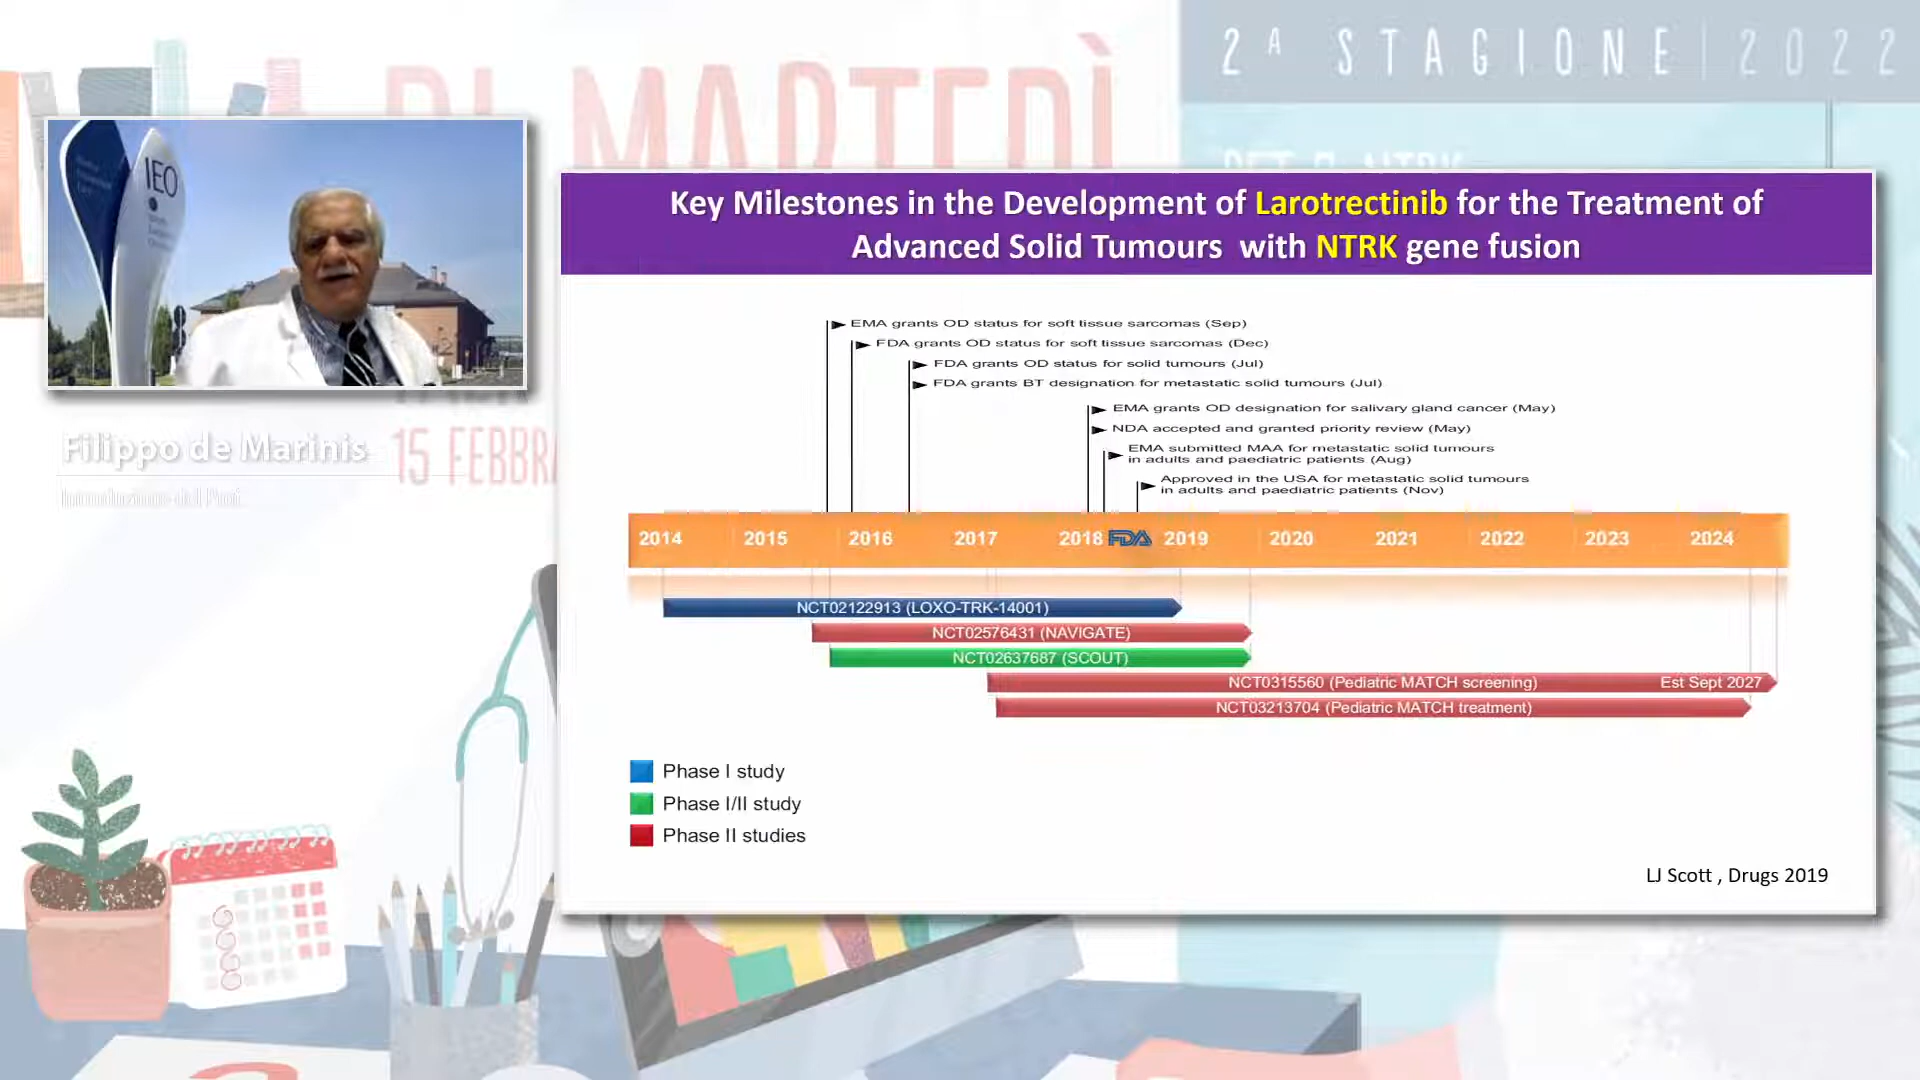 2ᴬ STAGIONE | 2022
DI MARTEDÌ
RET & NTRK
IEO
Filippo de Marinis
15 FEBBR
Key Milestones in the Development of Larotrectinib for the Treatment of
Advanced Solid Tumours with NTRK gene fusion
EMA grants OD status for soft tissue sarcomas (Sep)
FDA grants OD status for soft tissue sarcomas (Dec)
FDA grants OD status for solid tumours (Jul)
FDA grants BT designation for metastatic solid tumours (Jul)
EMA grants OD designation for salivary gland cancer (May)
NDA accepted and granted priority review (May)
EMA submitted MAA for metastatic solid tumours
in adults and paediatric patients (Aug)
Approved in the USA for metastatic solid tumours
in adults and paediatric patients (Nov)
2014 2015 2016 2017 2018 FDA 2019 2020 2021 2022 2023 2024
NCT02122913 (LOXO-TRK-14001)
NCT02576431 (NAVIGATE)
NCT02637687 (SCOUT)
NCT0315560 (Pediatric MATCH screening) Est Sept 2027
NCT03213704 (Pediatric MATCH treatment)
Phase I study
Phase I/II study
Phase II studies
LJ Scott , Drugs 2019